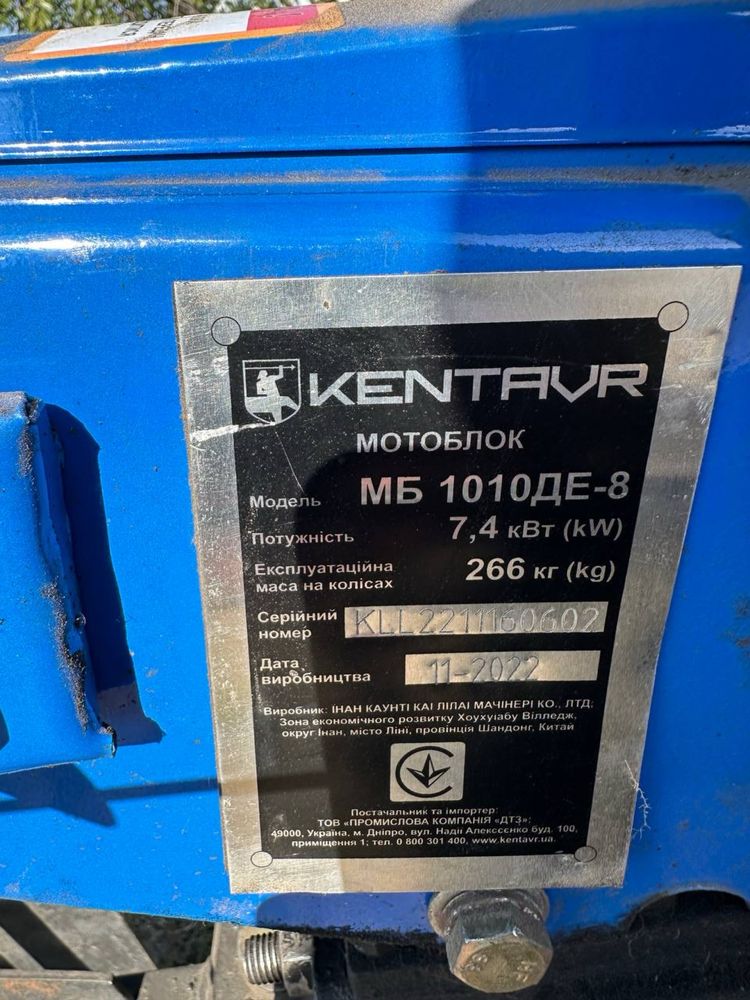 KENTAVR
МОТОБЛОК
Модель МБ 1010ДЕ-8
Потужність 7,4 кВт (kW)
Експлуатаційна
маса на колісах 266 кг (kg)
Серійний
номер KLL2211160602
Дата
виробництва 11-2022
Виробник: ІНАН КАУНТІ КАІ ЛІЛАІ МАЧІНЕРІ КО., ЛТД;
Зона економічного розвитку Хоухуіабу Вілледж,
округ Інан, місто Ліні, провінція Шандонг, Китай
Постачальник та імпортер:
ТОВ «ПРОМИСЛОВА КОМПАНІЯ «ДТЗ»;
49000, Україна, м. Дніпро, вул. Надії Алексєєнко буд. 100,
приміщення 1; тел. 0 800 301 400, www.kentavr.ua.